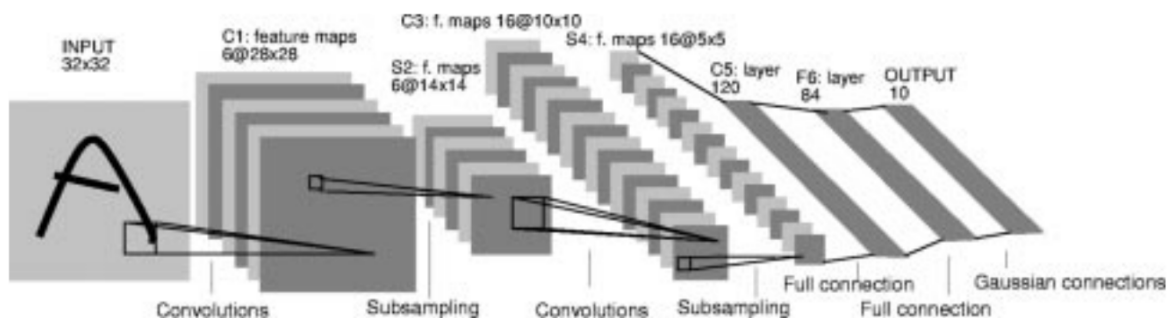 INPUT
32x32
C1: feature maps
6@28x28
S2: f. maps
6@14x14
C3: f. maps 16@10x10
S4: f. maps 16@5x5
C5: layer
120
F6: layer
84
OUTPUT
10
Convolutions
Subsampling
Convolutions
Subsampling
Full connection
Full connection
Gaussian connections
A